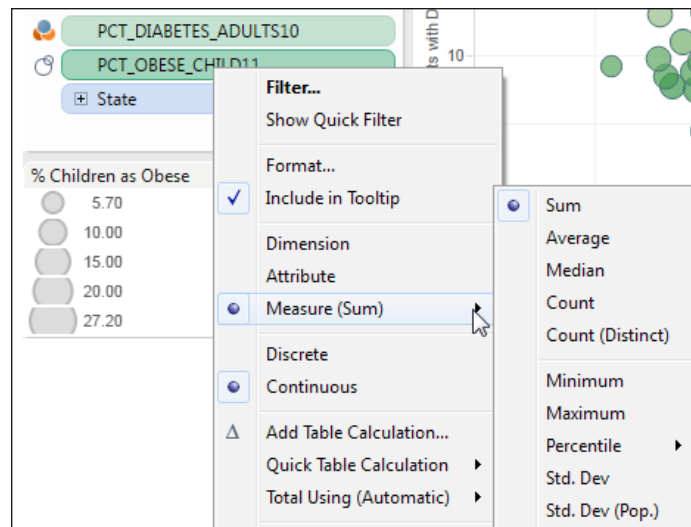 PCT_DIABETES_ADULTS10
PCT_OBESE_CHILD11
State
% Children as Obese
5.70
10.00
15.00
20.00
27.20
Filter...
Show Quick Filter
Format...
Include in Tooltip
Dimension
Attribute
Measure (Sum)
Discrete
Continuous
Δ Add Table Calculation...
Quick Table Calculation
Total Using (Automatic)
Sum
Average
Median
Count
Count (Distinct)
Minimum
Maximum
Percentile
Std. Dev
Std. Dev (Pop.)
ts with D
10